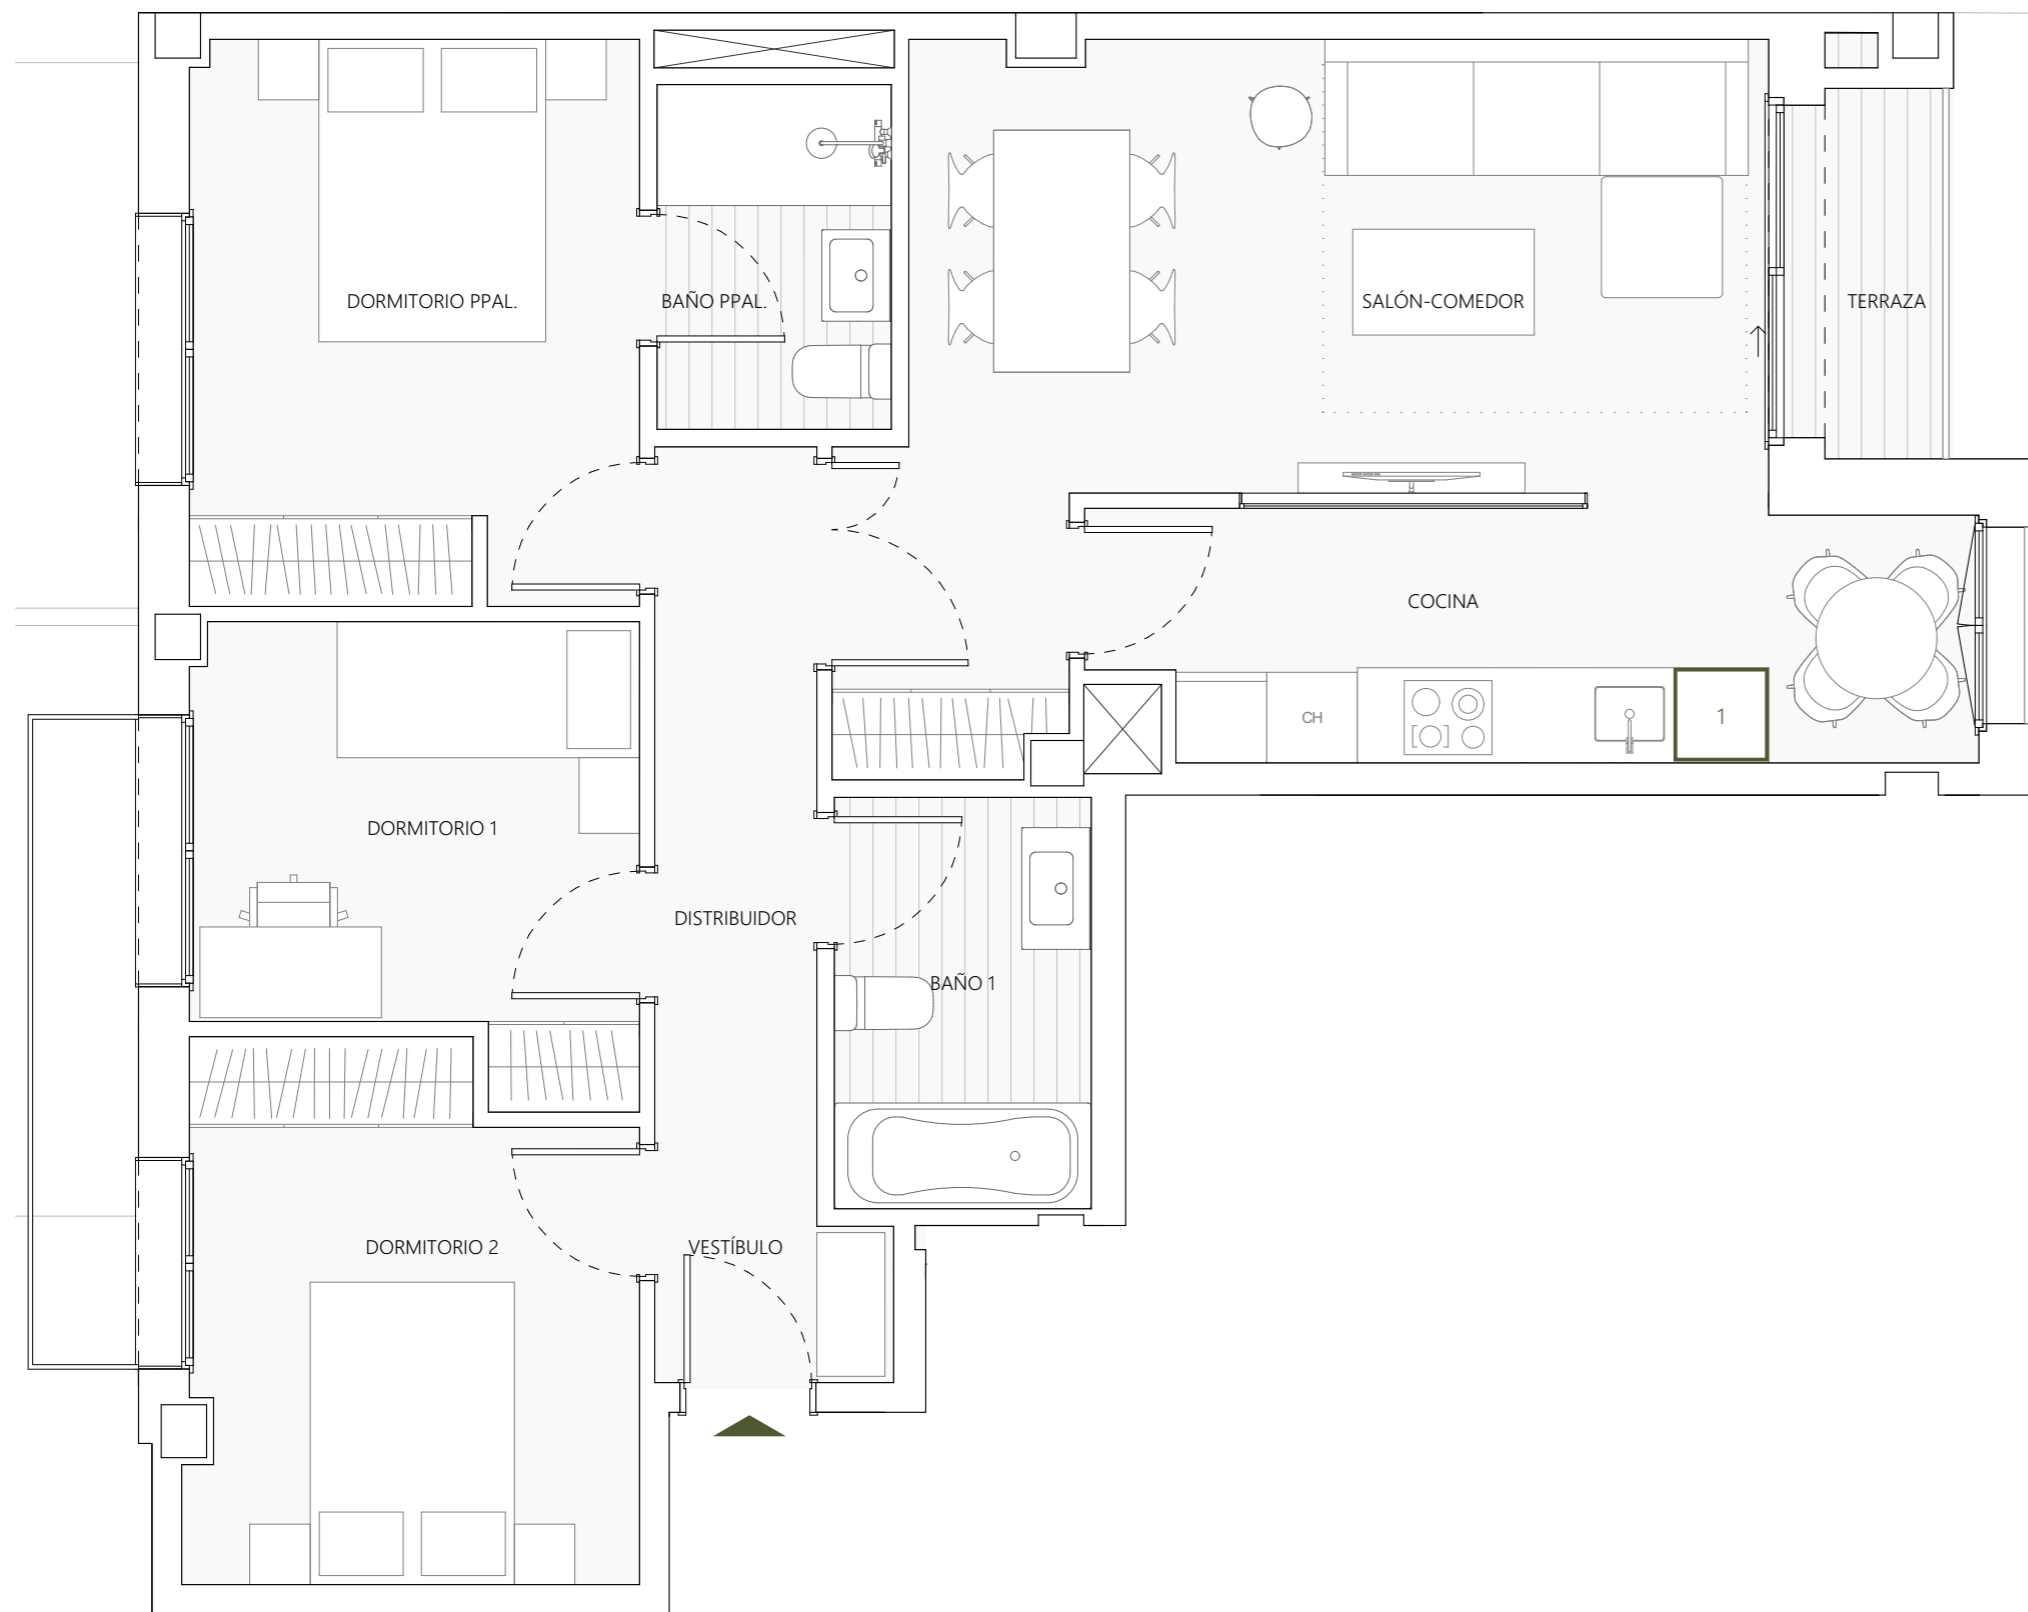 DORMITORIO PPAL.
BAÑO PPAL.
SALÓN-COMEDOR
TERRAZA
COCINA
CH
1
DORMITORIO 1
DISTRIBUIDOR
BAÑO 1
DORMITORIO 2
VESTÍBULO